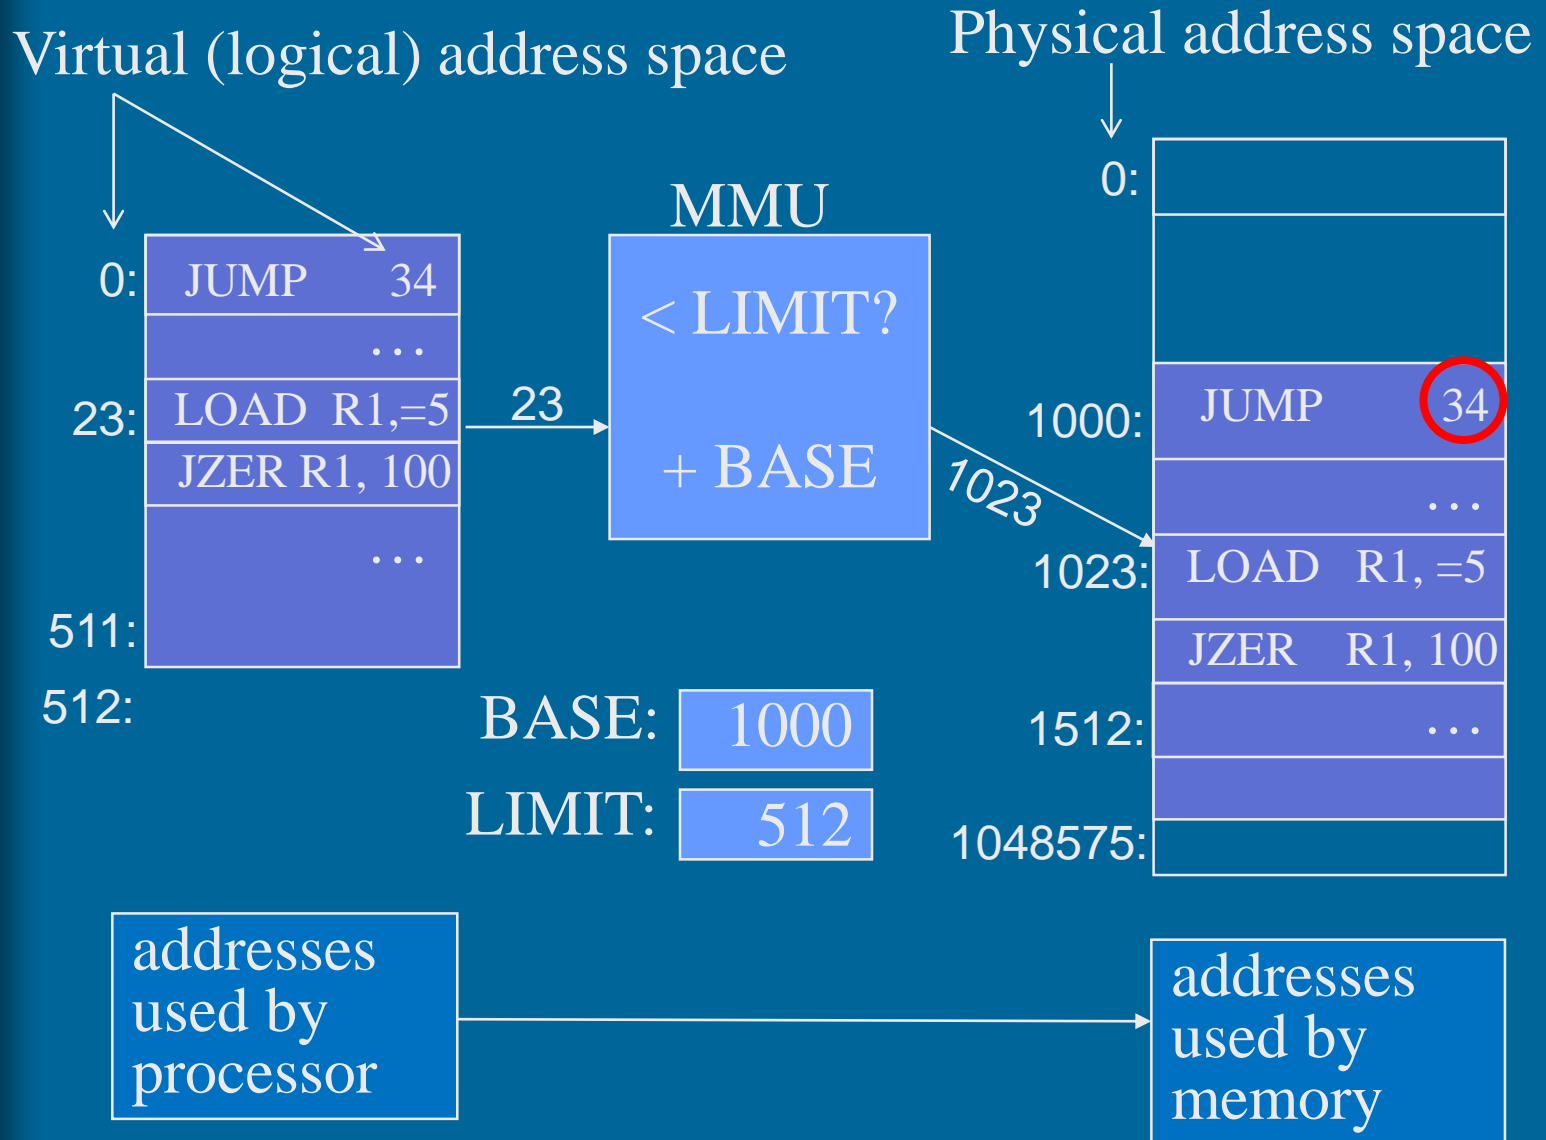 Virtual (logical) address space
Physical address space
0: JUMP 34
...
23: LOAD R1,=5
JZER R1, 100
...
511:
512:
23
MMU
< LIMIT?
+ BASE
1023
BASE: 1000
LIMIT: 512
0:
1000: JUMP 34
...
1023: LOAD R1, =5
JZER R1, 100
1512: ...
1048575:
addresses
used by
processor
addresses
used by
memory